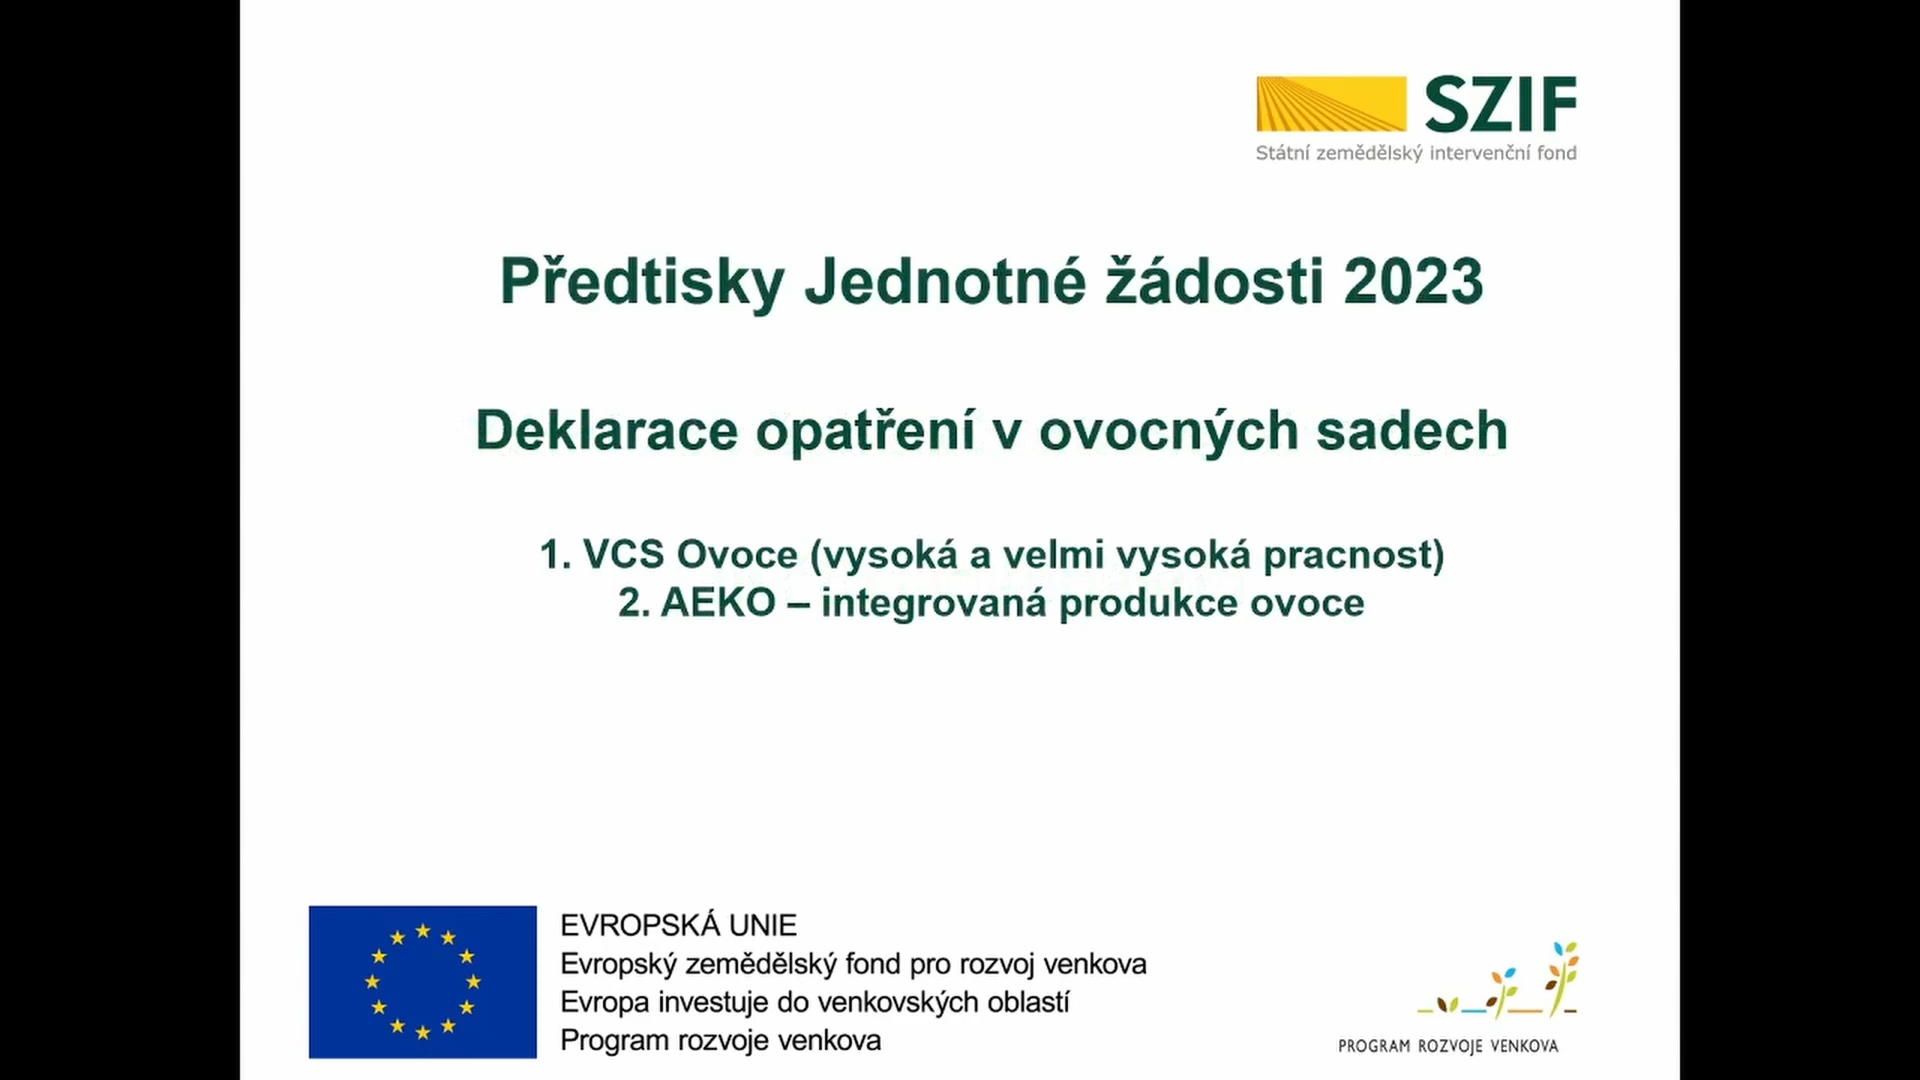 SZIF
Státní zemědělský intervenční fond
Předtisky Jednotné žádosti 2023
Deklarace opatření v ovocných sadech
1. VCS Ovoce (vysoká a velmi vysoká pracnost)
2. AEKO – integrovaná produkce ovoce
EVROPSKÁ UNIE
Evropský zemědělský fond pro rozvoj venkova
Evropa investuje do venkovských oblastí
Program rozvoje venkova
PROGRAM ROZVOJE VENKOVA